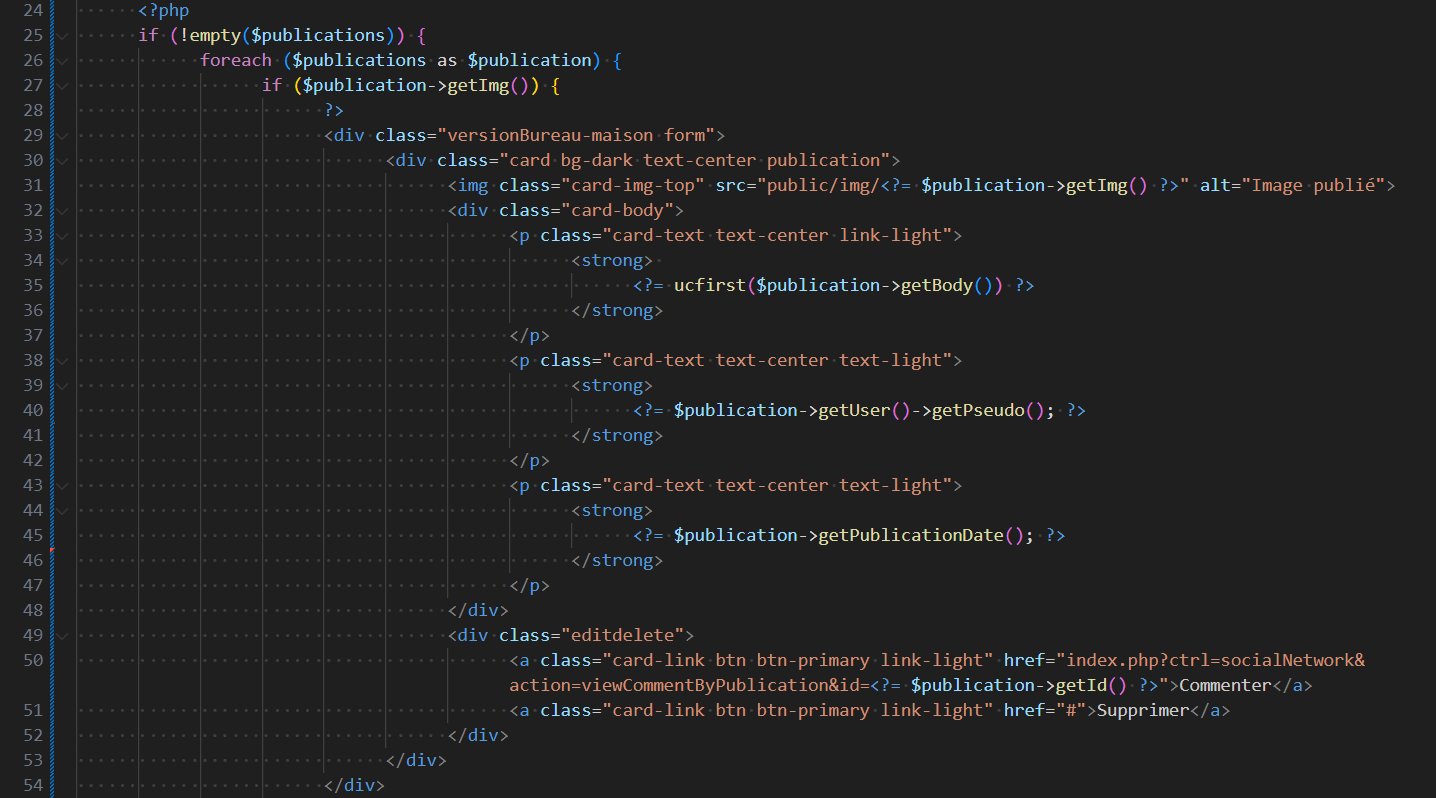 24 <?php
25 if (!empty($publications)) {
26 foreach ($publications as $publication) {
27 if ($publication->getImg()) {
28 ?>
29 <div class="versionBureau-maison form">
30 <div class="card bg-dark text-center publication">
31 <img class="card-img-top" src="public/img/<?= $publication->getImg() ?>" alt="Image publié">
32 <div class="card-body">
33 <p class="card-text text-center link-light">
34 <strong>
35 <?= ucfirst($publication->getBody()) ?>
36 </strong>
37 </p>
38 <p class="card-text text-center text-light">
39 <strong>
40 <?= $publication->getUser()->getPseudo(); ?>
41 </strong>
42 </p>
43 <p class="card-text text-center text-light">
44 <strong>
45 <?= $publication->getPublicationDate(); ?>
46 </strong>
47 </p>
48 </div>
49 <div class="editdelete">
50 <a class="card-link btn btn-primary link-light" href="index.php?ctrl=socialNetwork&
action=viewCommentByPublication&id=<?= $publication->getId() ?>">Commenter</a>
51 <a class="card-link btn btn-primary link-light" href="#">Supprimer</a>
52 </div>
53 </div>
54 </div>